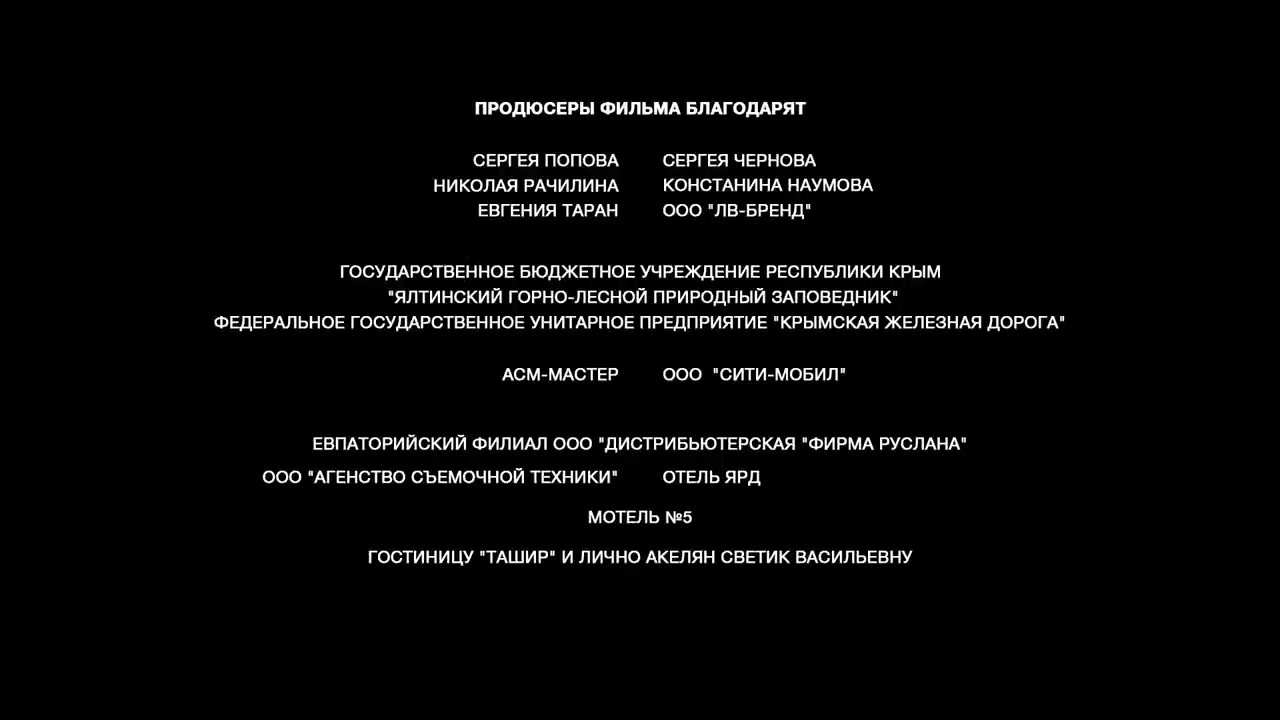 ПРОДЮСЕРЫ ФИЛЬМА БЛАГОДАРЯТ
СЕРГЕЯ ПОПОВА СЕРГЕЯ ЧЕРНОВА
НИКОЛАЯ РАЧИЛИНА КОНСТАНИНА НАУМОВА
ЕВГЕНИЯ ТАРАН ООО "ЛВ-БРЕНД"
ГОСУДАРСТВЕННОЕ БЮДЖЕТНОЕ УЧРЕЖДЕНИЕ РЕСПУБЛИКИ КРЫМ
"ЯЛТИНСКИЙ ГОРНО-ЛЕСНОЙ ПРИРОДНЫЙ ЗАПОВЕДНИК"
ФЕДЕРАЛЬНОЕ ГОСУДАРСТВЕННОЕ УНИТАРНОЕ ПРЕДПРИЯТИЕ "КРЫМСКАЯ ЖЕЛЕЗНАЯ ДОРОГА"
АСМ-МАСТЕР ООО "СИТИ-МОБИЛ"
ЕВПАТОРИЙСКИЙ ФИЛИАЛ ООО "ДИСТРИБЬЮТЕРСКАЯ "ФИРМА РУСЛАНА"
ООО "АГЕНСТВО СЪЕМОЧНОЙ ТЕХНИКИ" ОТЕЛЬ ЯРД
МОТЕЛЬ №5
ГОСТИНИЦУ "ТАШИР" И ЛИЧНО АКЕЛЯН СВЕТИК ВАСИЛЬЕВНУ